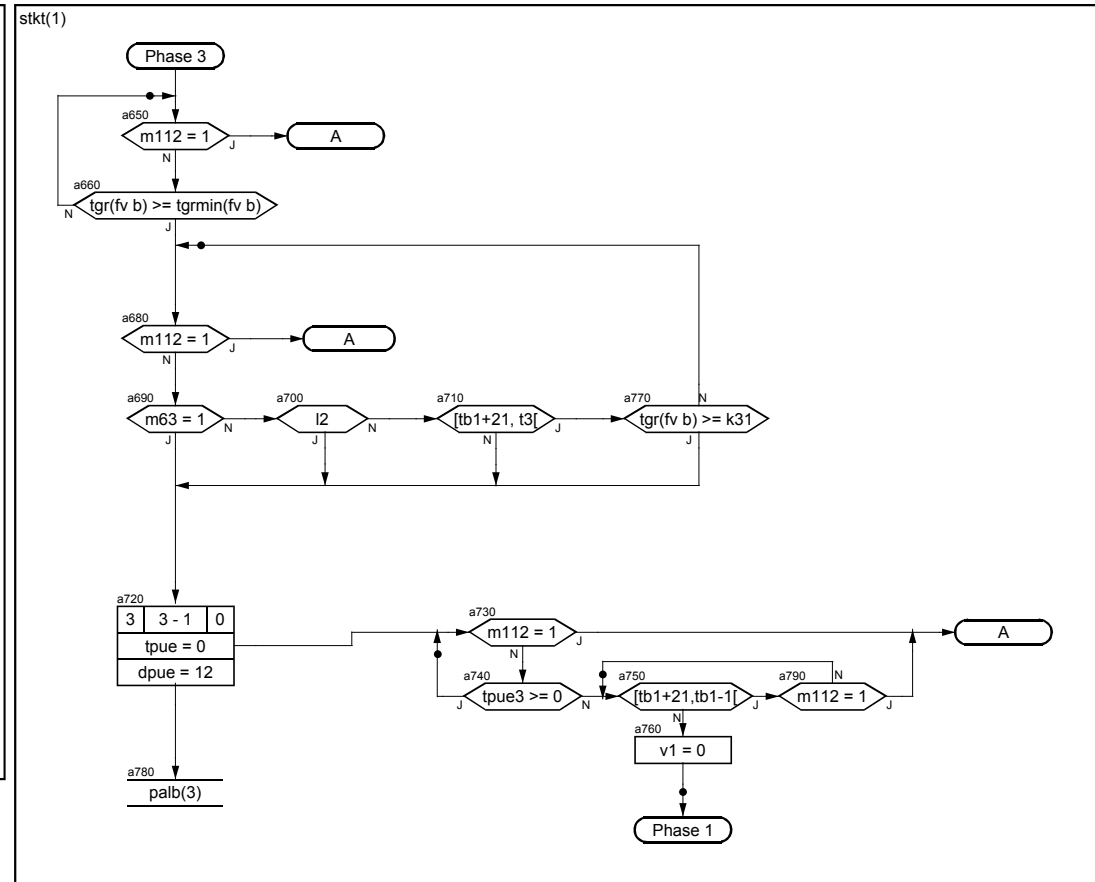 stkt(1)
Phase 3
a650
m112 = 1
J
A
N
a660
tgr(fv b) >= tgrmin(fv b)
N
J
a680
m112 = 1
J
A
N
a690
m63 = 1
N
J
a700
l2
N
J
a710
[tb1+21, t3[
J
N
a770
N
tgr(fv b) >= k31
J
a720
3
3 - 1
0
tpue = 0
dpue = 12
a730
m112 = 1
J
A
N
a740
tpue3 >= 0
J
N
a750
[tb1+21,tb1-1[
J
N
a790
N
m112 = 1
J
a760
v1 = 0
a780
palb(3)
Phase 1